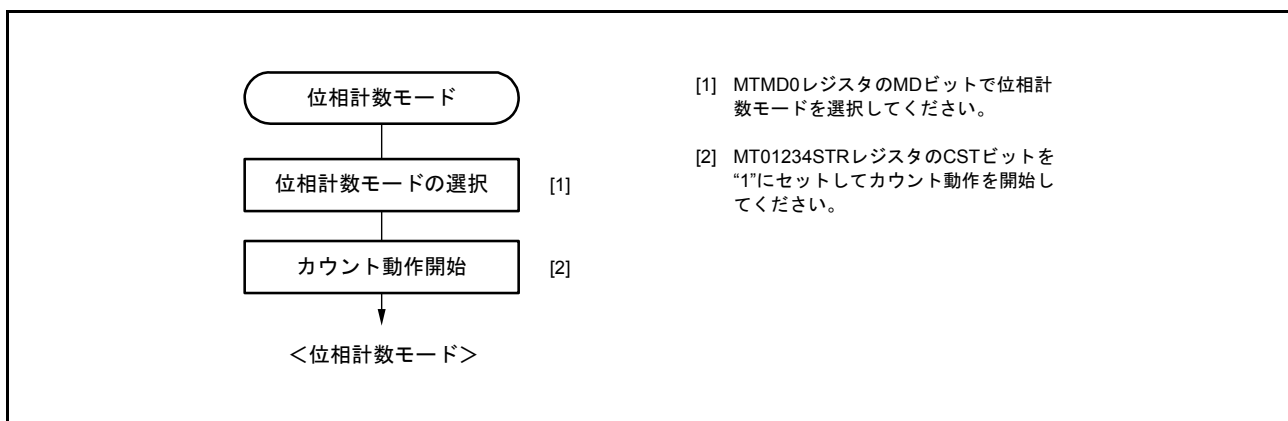 位相計数モード
位相計数モードの選択 [1]
カウント動作開始 [2]
＜位相計数モード＞
[1] MTMD0レジスタのMDビットで位相計
数モードを選択してください。
[2] MT01234STRレジスタのCSTビットを
“1”にセットしてカウント動作を開始し
てください。